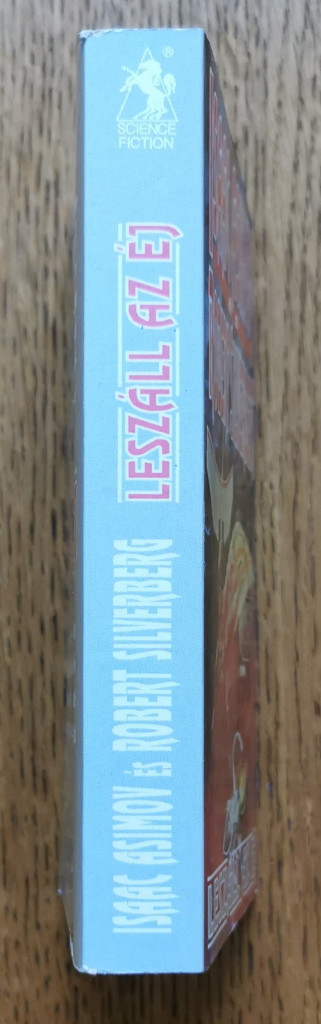 ®
SCIENCE
FICTION
LESZÁLL AZ ÉJ
ISAAC ASIMOV ÉS ROBERT SILVERBERG